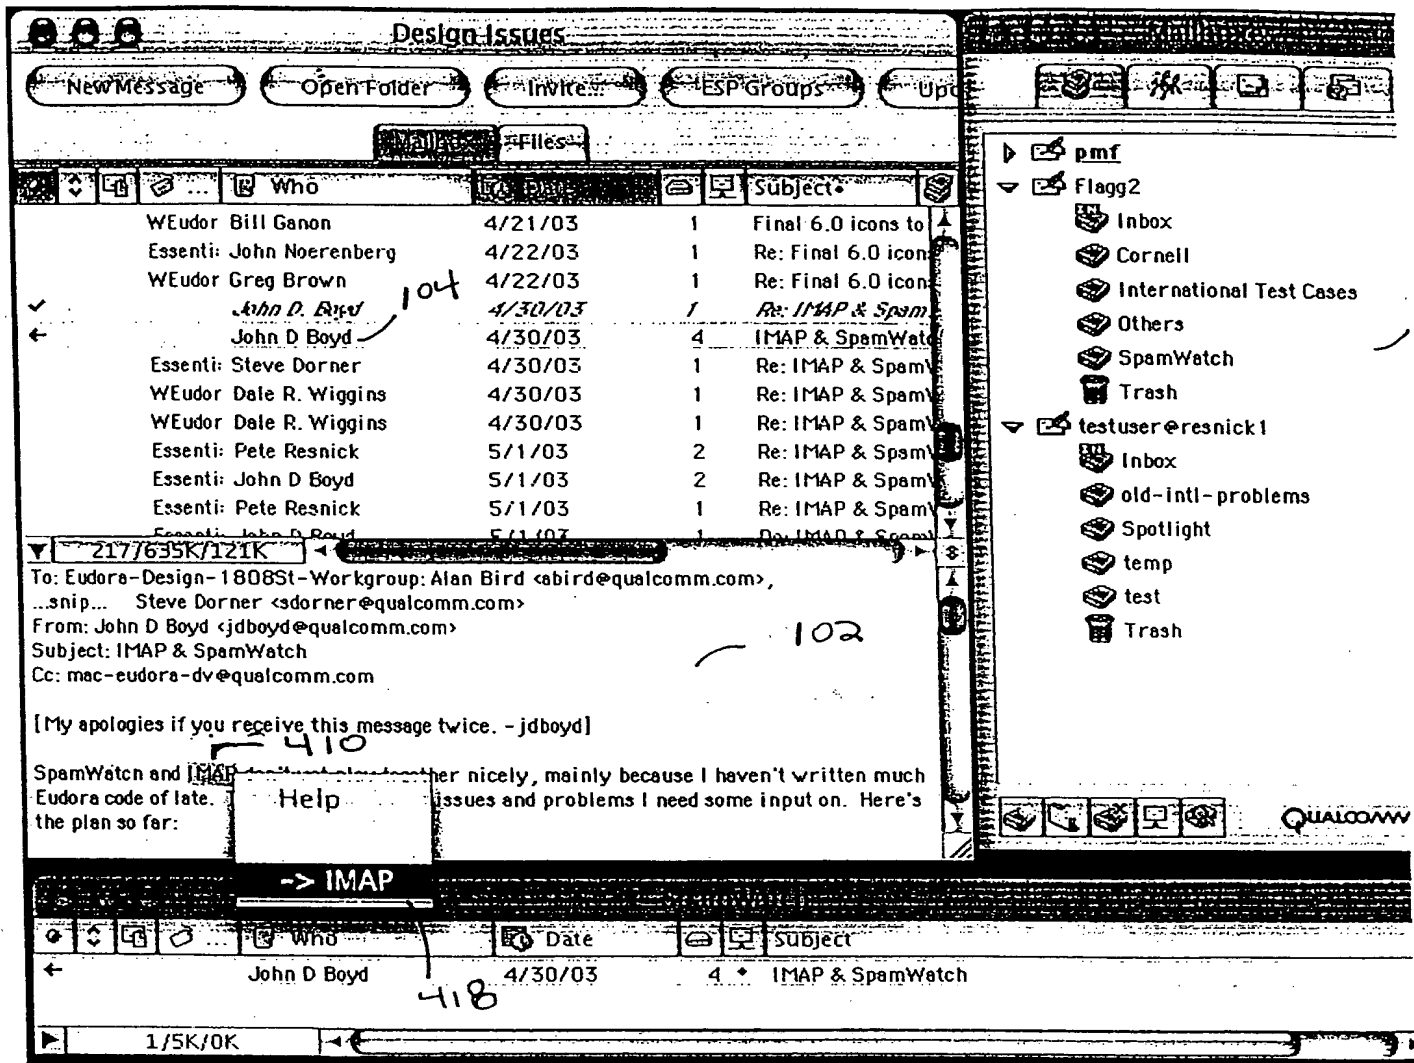 Design Issues
New Message Open Folder Invite... ESP Groups
Files
Who Subject
WEudor Bill Ganon 4/21/03 1 Final 6.0 icons to
Essenti: John Noerenberg 4/22/03 1 Re: Final 6.0 icon
WEudor Greg Brown 4/22/03 1 Re: Final 6.0 icon
John D. Boyd 4/30/03 1 Re: IMAP & Spam
104
John D Boyd 4/30/03 4 IMAP & SpamWatc
Essenti: Steve Dorner 4/30/03 1 Re: IMAP & Spam
WEudor Dale R. Wiggins 4/30/03 1 Re: IMAP & Spam
WEudor Dale R. Wiggins 4/30/03 1 Re: IMAP & Spam
Essenti: Pete Resnick 5/1/03 2 Re: IMAP & Spam
Essenti: John D Boyd 5/1/03 2 Re: IMAP & Spam
Essenti: Pete Resnick 5/1/03 1 Re: IMAP & Spam
217/635K/121K
To: Eudora-Design-1808St-Workgroup: Alan Bird <abird@qualcomm.com>,
...snip... Steve Dorner <sdorner@qualcomm.com>
From: John D Boyd <jdboyd@qualcomm.com>
102
Subject: IMAP & SpamWatch
Cc: mac-eudora-dv@qualcomm.com
[My apologies if you receive this message twice. -jdboyd]
410
SpamWatch and IMAP nicely, mainly because I haven't written much
Eudora code of late. issues and problems I need some input on. Here's
the plan so far:
Help
-> IMAP
418
pmf
Flagg2
Inbox
Cornell
International Test Cases
Others
SpamWatch
Trash
testuser@resnick1
Inbox
old-intl-problems
Spotlight
temp
test
Trash
QUALCOMM
SpamWatch
Who Date Subject
John D Boyd 4/30/03 4 IMAP & SpamWatch
1/5K/0K